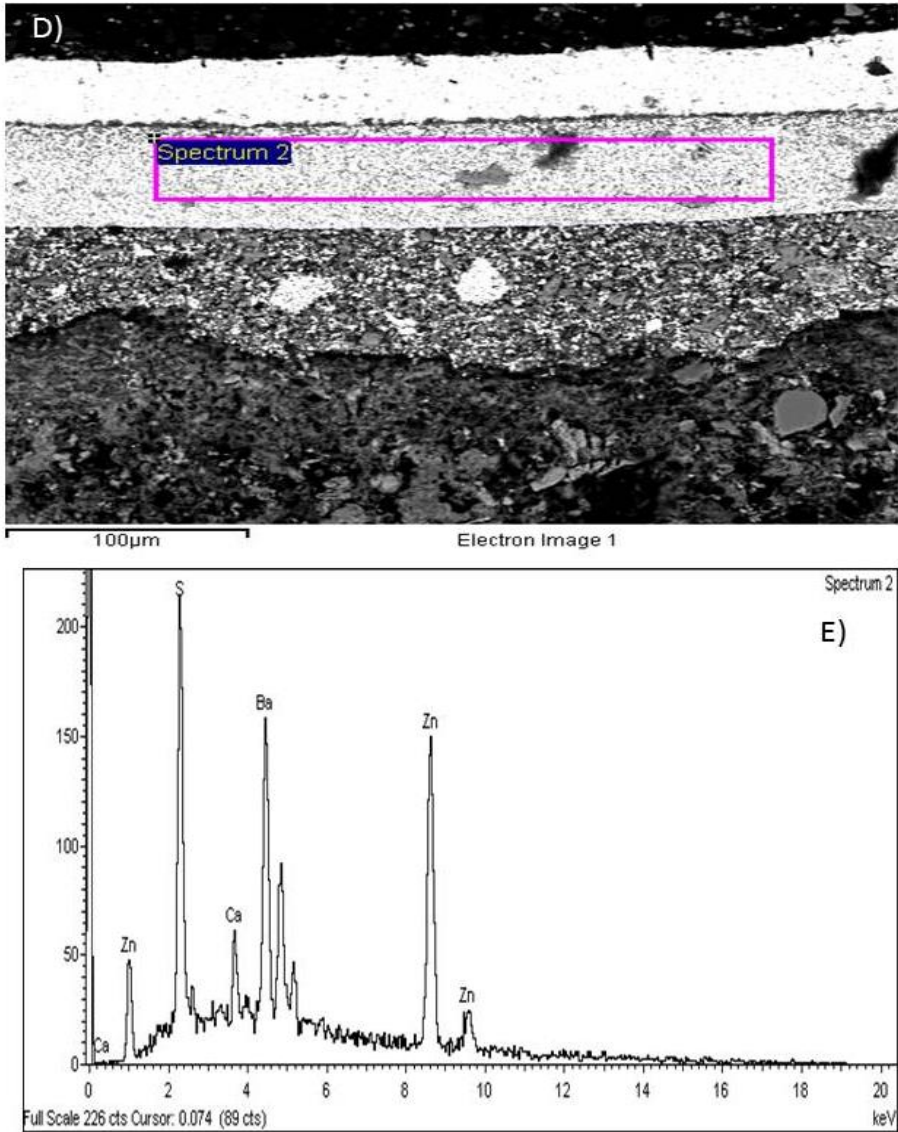 D)
Spectrum 2
100µm
Electron Image 1
Spectrum 2
E)
S
Ba
Zn
Ca
Zn
Zn
Ca
200
150
100
50
0
0 2 4 6 8 10 12 14 16 18 20
Full Scale 226 cts Cursor: 0.074 (89 cts)
keV